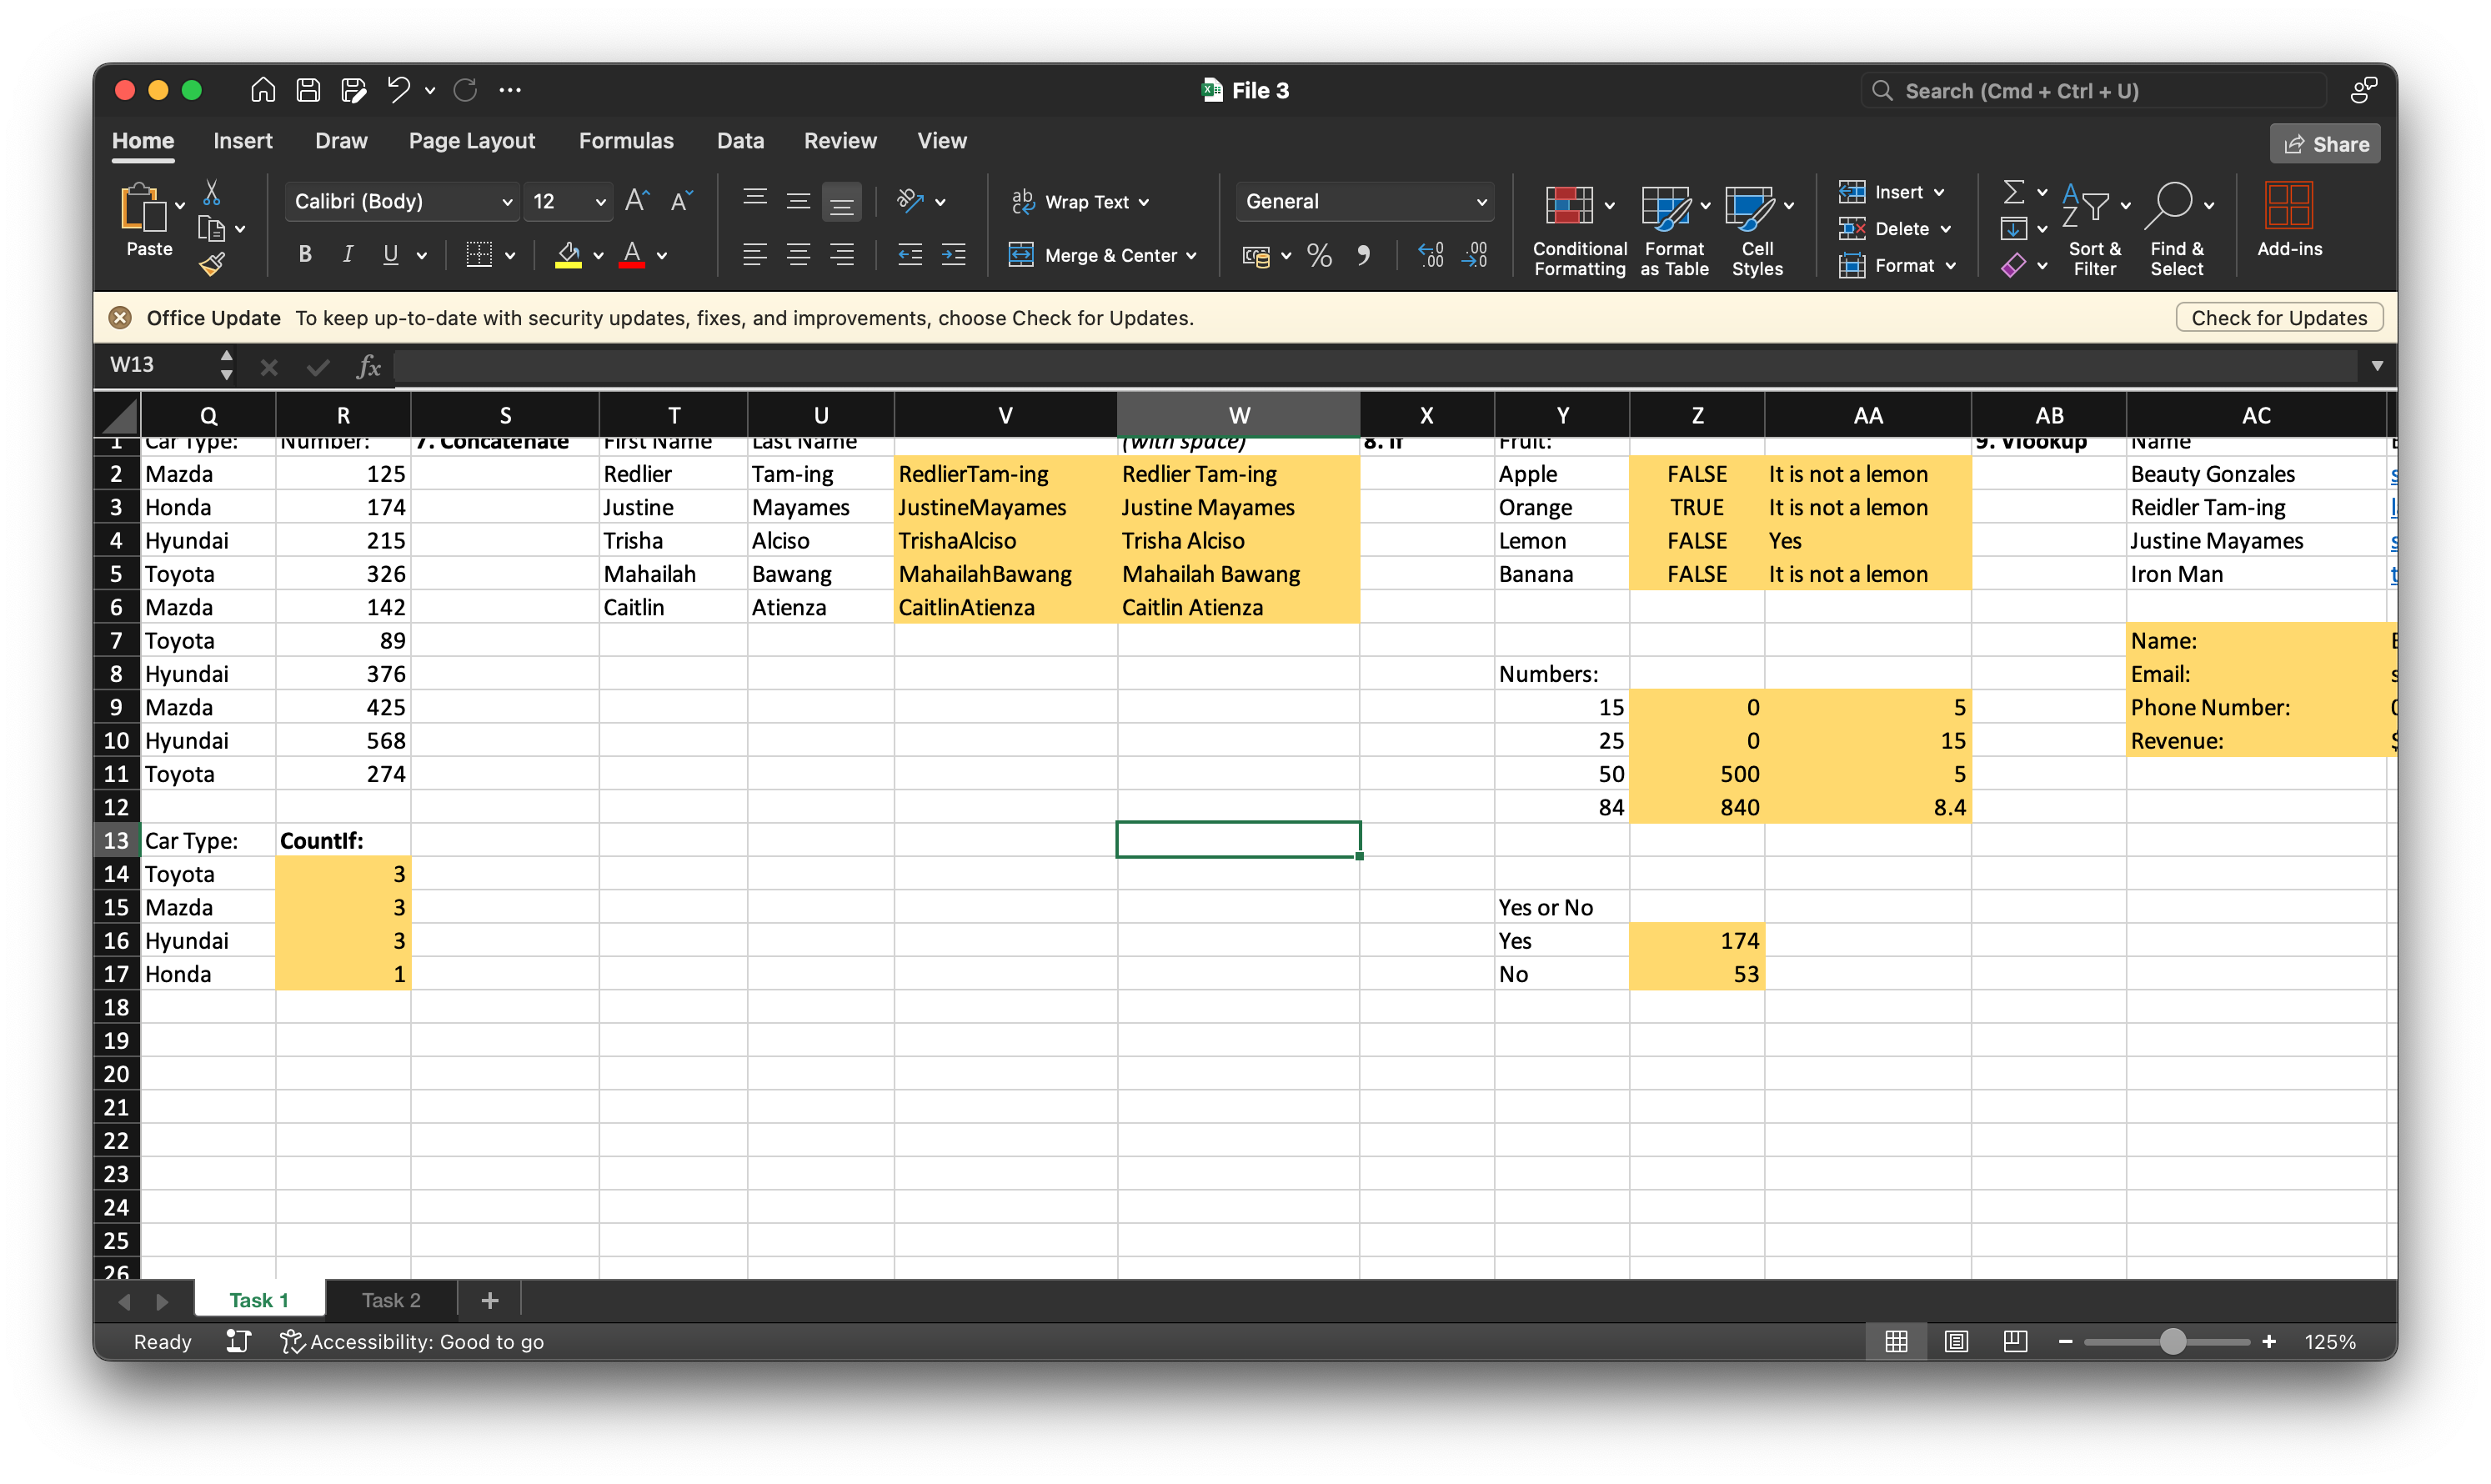 File 3
Search (Cmd + Ctrl + U)
Home Insert Draw Page Layout Formulas Data Review View
Share
Paste
Calibri (Body) 12
Wrap Text
General
Merge & Center
Conditional Formatting
Format as Table
Cell Styles
Insert
Delete
Format
Sort & Filter
Find & Select
Add-ins
Office Update To keep up-to-date with security updates, fixes, and improvements, choose Check for Updates.
Check for Updates
W13 fx
Q R S T U V W X Y Z AA AB AC
1 Car Type: Number: 7. Concatenate First Name Last Name (with space) 8. If Fruit: 9. Vlookup Name
2 Mazda 125 Redlier Tam-ing RedlierTam-ing Redlier Tam-ing Apple FALSE It is not a lemon Beauty Gonzales
3 Honda 174 Justine Mayames JustineMayames Justine Mayames Orange TRUE It is not a lemon Reidler Tam-ing
4 Hyundai 215 Trisha Alciso TrishaAlciso Trisha Alciso Lemon FALSE Yes Justine Mayames
5 Toyota 326 Mahailah Bawang MahailahBawang Mahailah Bawang Banana FALSE It is not a lemon Iron Man
6 Mazda 142 Caitlin Atienza CaitlinAtienza Caitlin Atienza
7 Toyota 89 Name:
8 Hyundai 376 Numbers: Email:
9 Mazda 425 15 0 5 Phone Number:
10 Hyundai 568 25 0 15 Revenue:
11 Toyota 274 50 500 5
12 84 840 8.4
13 Car Type: CountIf:
14 Toyota 3
15 Mazda 3 Yes or No
16 Hyundai 3 Yes 174
17 Honda 1 No 53
18
19
20
21
22
23
24
25
26
Task 1 Task 2 +
Ready Accessibility: Good to go 125%